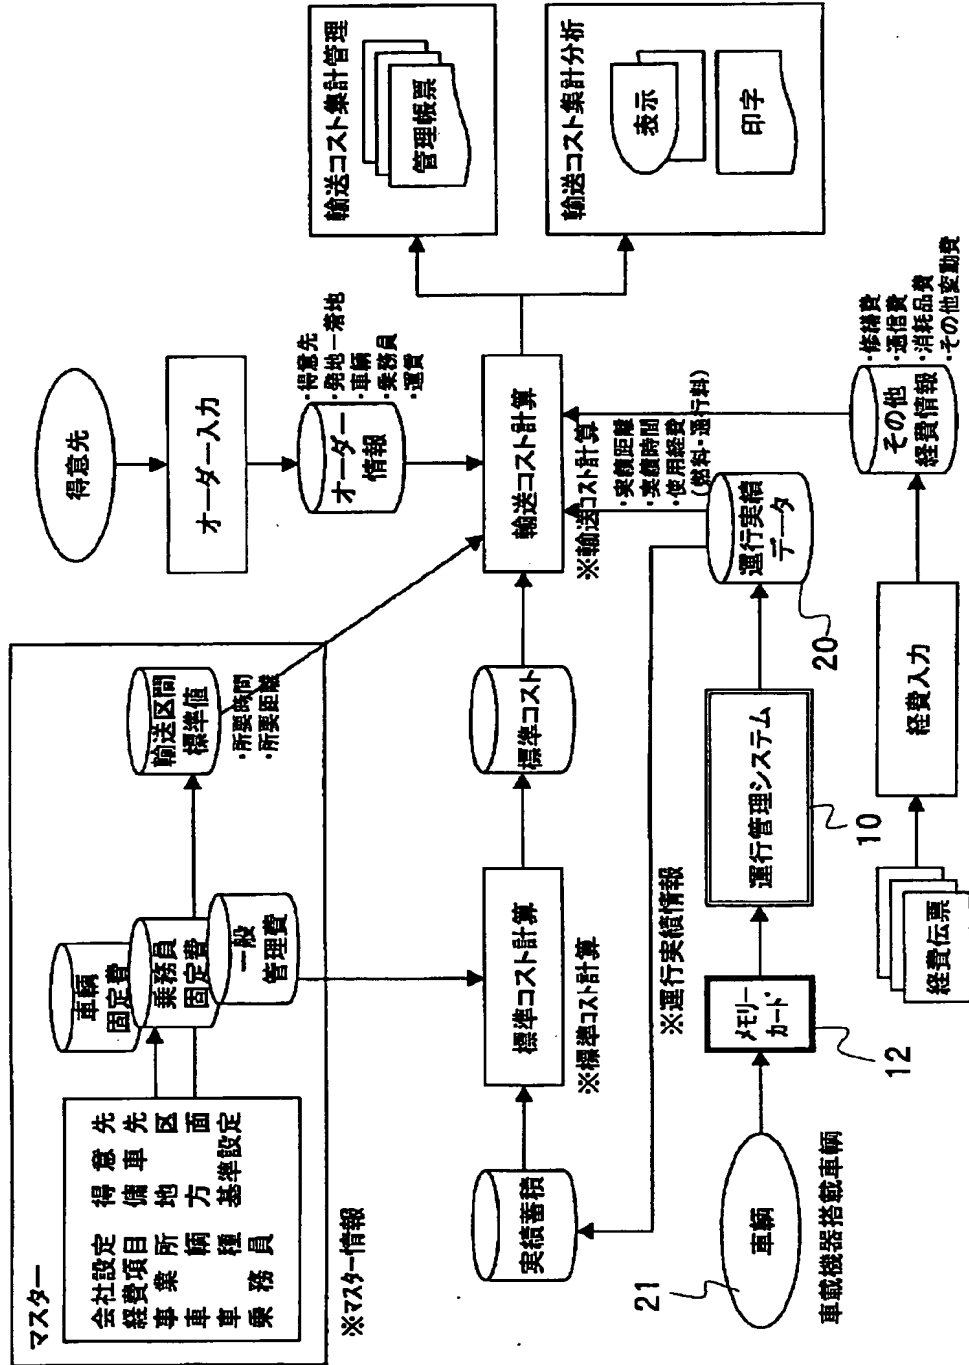 マスター
会社設定 得意先
経費項目 傭車先
事業所 地区
車輌 方面
車種 基準設定
乗務員
※マスター情報
車輌
固定費
乗務員
固定費
一般
管理費
輸送区間
標準値
・所要時間
・所要距離
得意先
オーダー入力
オーダー
情報
・得意先
・発地ー着地
・車輌
・乗務員
・運賃
輸送コスト集計管理
管理帳票
輸送コスト集計分析
表示
印字
実績蓄積
標準コスト計算
※標準コスト計算
標準コスト
輸送コスト計算
※輸送コスト計算
・実績距離
・実績時間
・使用経費
(燃料・通行料)
※運行実績情報
21
車輌
車載機器搭載車輌
メモリー
カード
12
運行管理システム
10
運行実績
データ
20
経費伝票
経費入力
その他
経費情報
・修繕費
・通信費
・消耗品費
・その他変動費